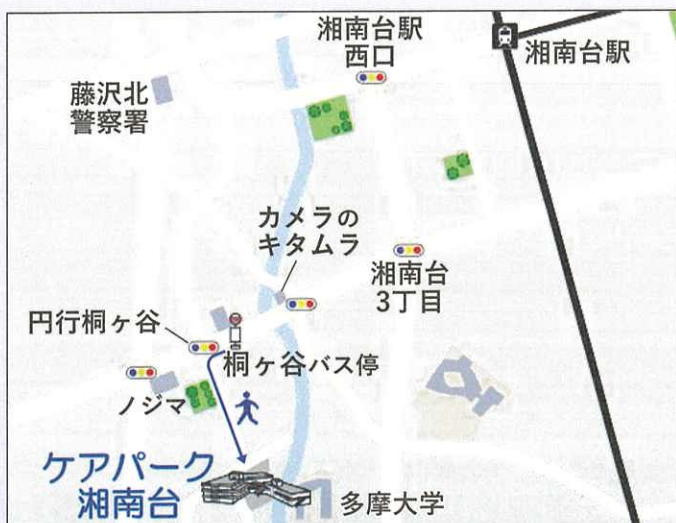 湘南台駅
西口
湘南台駅
藤沢北
警察署
カメラの
キタムラ
湘南台
3丁目
円行桐ヶ谷
桐ヶ谷バス停
ノジマ
ケアパーク
湘南台
多摩大学